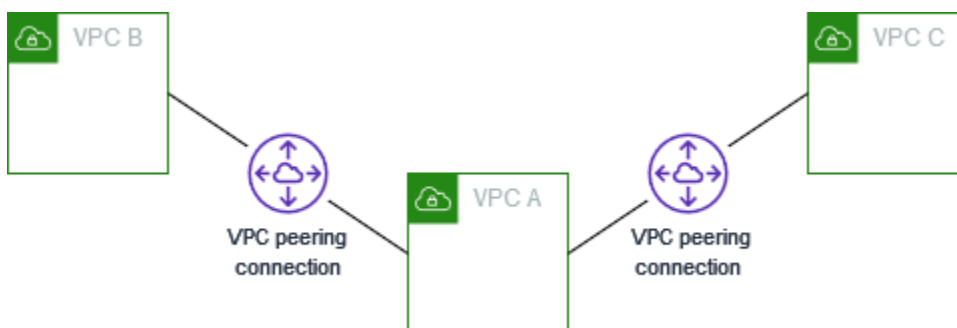 VPC B
VPC C
VPC A
VPC peering
connection
VPC peering
connection